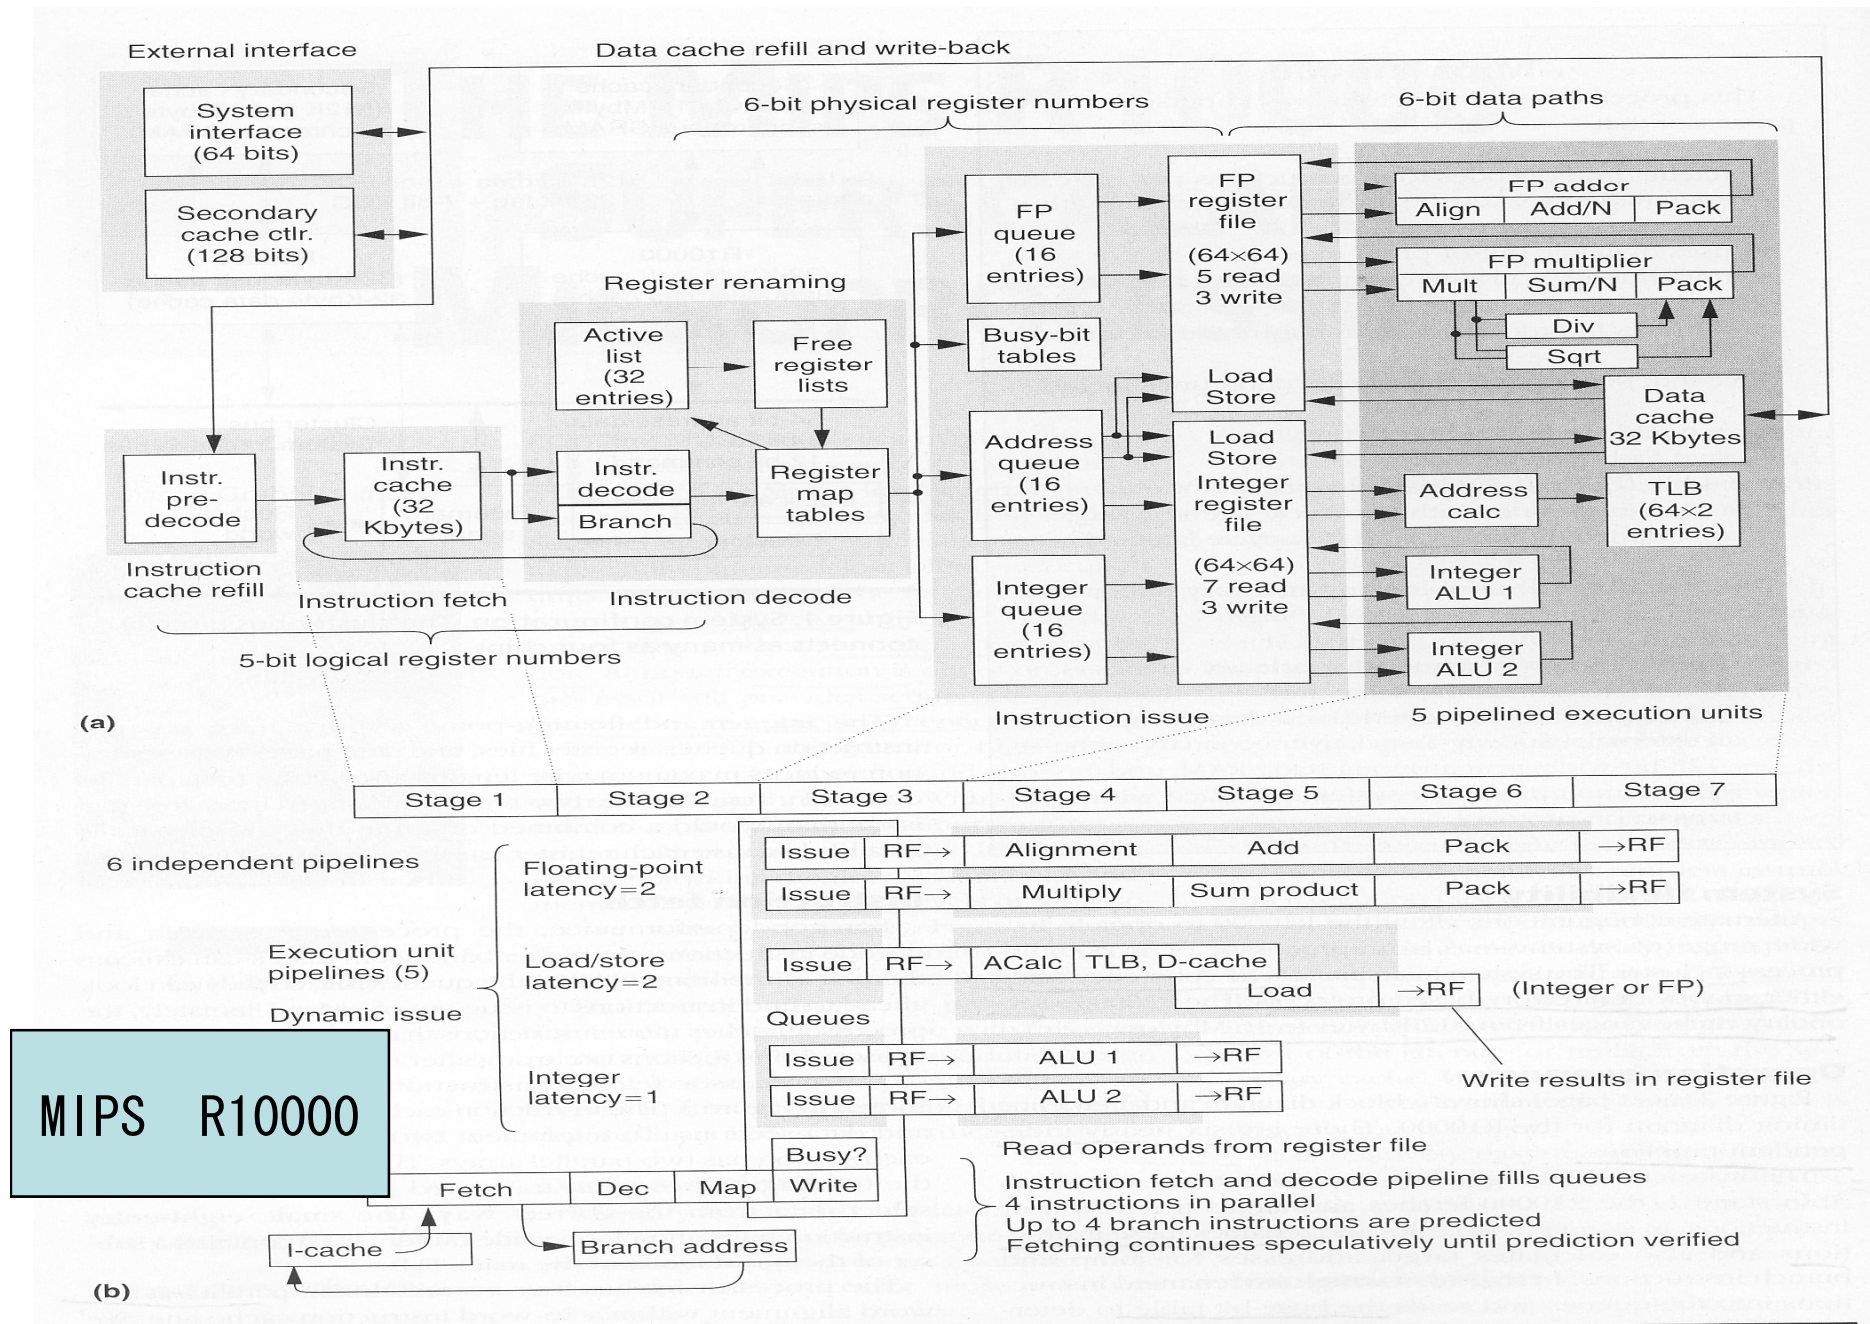 External interface
Data cache refill and write-back
System
interface
(64 bits)
Secondary
cache ctlr.
(128 bits)
6-bit physical register numbers
6-bit data paths
Register renaming
Active
list
(32
entries)
Free
register
lists
Instr.
pre-
decode
Instr.
cache
(32
Kbytes)
Instr.
decode
Branch
Register
map
tables
Instruction
cache refill
Instruction fetch
Instruction decode
5-bit logical register numbers
FP
queue
(16
entries)
Busy-bit
tables
Address
queue
(16
entries)
Integer
queue
(16
entries)
FP
register
file
(64×64)
5 read
3 write
Load
Store
Load
Store
Integer
register
file
(64×64)
7 read
3 write
FP adder
Align Add/N Pack
FP multiplier
Mult Sum/N Pack
Div
Sqrt
Data
cache
32 Kbytes
Address
calc
TLB
(64×2
entries)
Integer
ALU 1
Integer
ALU 2
(a)
Instruction issue
5 pipelined execution units
Stage 1 Stage 2 Stage 3 Stage 4 Stage 5 Stage 6 Stage 7
6 independent pipelines
Floating-point
latency=2
Issue RF→ Alignment Add Pack →RF
Issue RF→ Multiply Sum product Pack →RF
Execution unit
pipelines (5)
Load/store
latency=2
Issue RF→ ACalc TLB, D-cache
Load →RF (Integer or FP)
Dynamic issue
Queues
Integer
latency=1
Issue RF→ ALU 1 →RF
Issue RF→ ALU 2 →RF
Write results in register file
MIPS R10000
Busy?
Fetch Dec Map Write
I-cache
Branch address
Read operands from register file
Instruction fetch and decode pipeline fills queues
4 instructions in parallel
Up to 4 branch instructions are predicted
Fetching continues speculatively until prediction verified
(b)